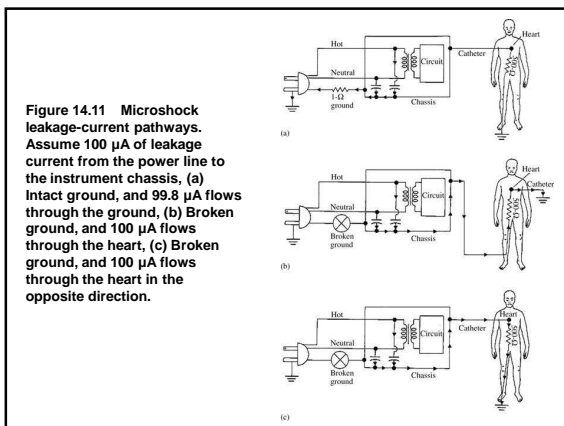 Figure 14.11 Microshock
leakage-current pathways.
Assume 100 µA of leakage
current from the power line to
the instrument chassis, (a)
Intact ground, and 99.8 µA flows
through the ground, (b) Broken
ground, and 100 µA flows
through the heart, (c) Broken
ground, and 100 µA flows
through the heart in the
opposite direction.
Heart
Hot
Catheter
Circuit
500 Ω
Neutral
1-Ω
ground
Chassis
(a)
Heart
Catheter
Hot
Circuit
500 Ω
Neutral
Broken
ground
Chassis
(b)
Hot
Catheter
Heart
Circuit
500 Ω
Neutral
Broken
ground
Chassis
(c)